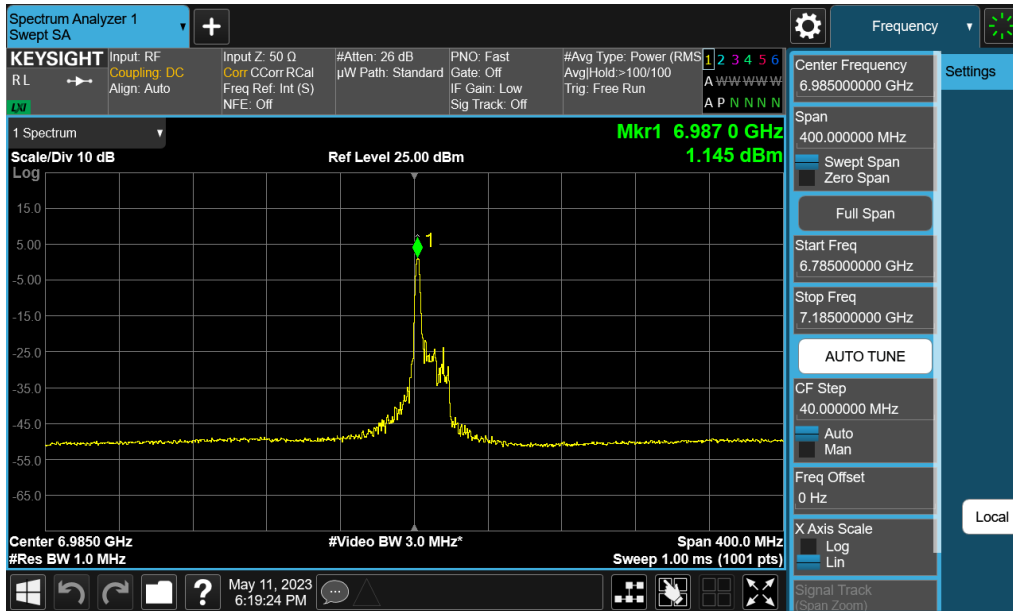 Spectrum Analyzer 1
Swept SA
+
Frequency
KEYSIGHT
RL
LXI
Input: RF
Coupling: DC
Align: Auto
Input Z: 50 Ω
Corr CCorr RCal
Freq Ref: Int (S)
NFE: Off
#Atten: 26 dB
µW Path: Standard
PNO: Fast
Gate: Off
IF Gain: Low
Sig Track: Off
#Avg Type: Power (RMS
Avg|Hold:>100/100
Trig: Free Run
1 2 3 4 5 6
A W W W W W
A P N N N N
1 Spectrum
Mkr1 6.987 0 GHz
Scale/Div 10 dB
Ref Level 25.00 dBm
1.145 dBm
Log
15.0
5.00
-5.00
-15.0
-25.0
-35.0
-45.0
-55.0
-65.0
1
Center 6.9850 GHz
#Video BW 3.0 MHz*
Span 400.0 MHz
#Res BW 1.0 MHz
Sweep 1.00 ms (1001 pts)
Center Frequency
6.985000000 GHz
Span
400.000000 MHz
Swept Span
Zero Span
Full Span
Start Freq
6.785000000 GHz
Stop Freq
7.185000000 GHz
AUTO TUNE
CF Step
40.000000 MHz
Auto
Man
Freq Offset
0 Hz
X Axis Scale
Log
Lin
Signal Track
(Span Zoom)
Settings
Local
?
May 11, 2023
6:19:24 PM